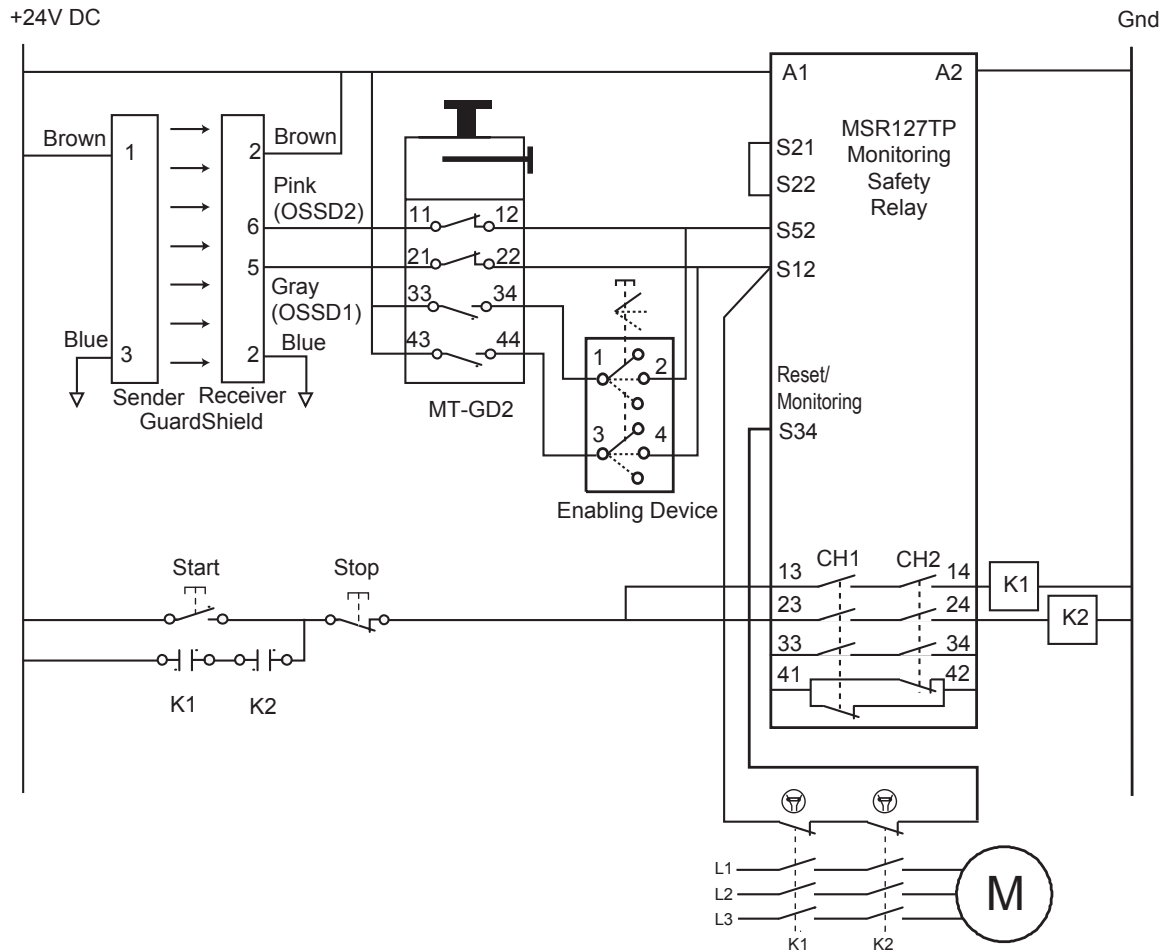 +24V DC
Gnd
A1
A2
MSR127TP
Monitoring
Safety
Relay
S21
S22
S52
S12
Reset/
Monitoring
S34
Brown
1
2
Brown
Pink
(OSSD2)
6
5
Gray
(OSSD1)
Blue
3
2
Blue
Sender
Receiver
GuardShield
11
12
21
22
33
34
43
44
MT-GD2
1
2
3
4
Enabling Device
Start
Stop
K1
K2
CH1
CH2
13
14
23
24
33
34
41
42
K1
K2
L1
L2
L3
K1
K2
M